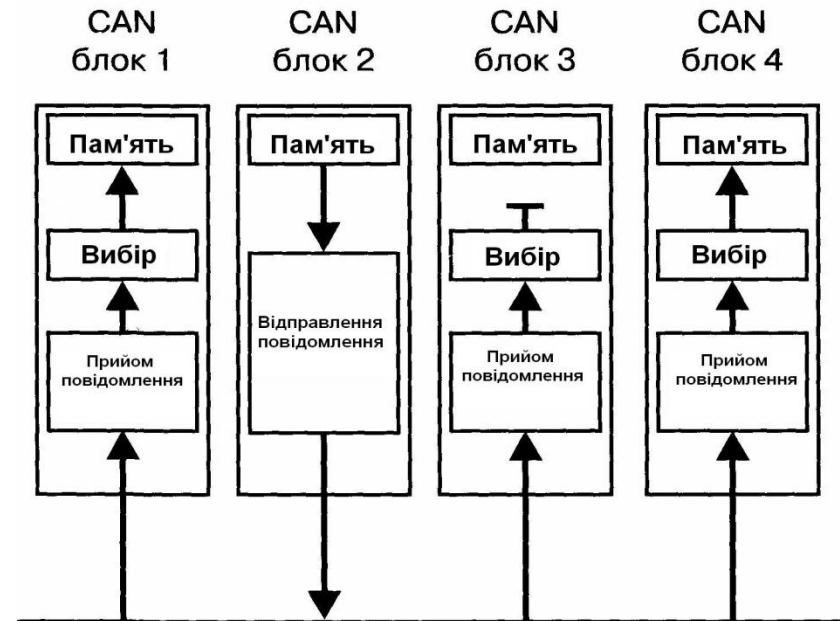 CAN
блок 1
CAN
блок 2
CAN
блок 3
CAN
блок 4
Пам'ять
Вибір
Прийом
повідомлення
Пам'ять
Відправлення
повідомлення
Пам'ять
Вибір
Прийом
повідомлення
Пам'ять
Вибір
Прийом
повідомлення